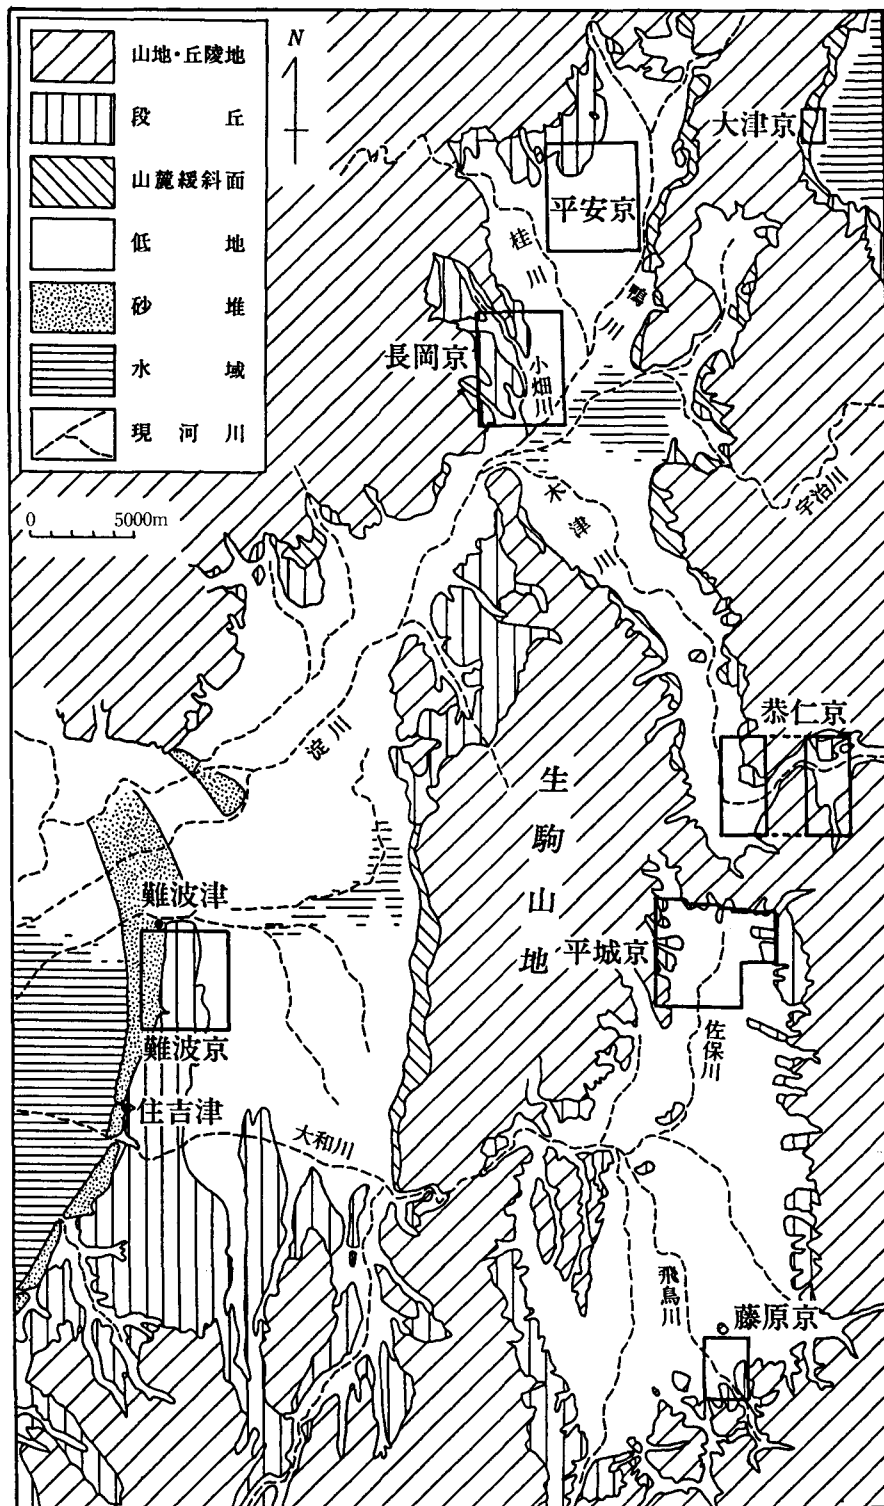 山地・丘陵地
段丘
山麓緩斜面
低地
砂堆
水域
現河川
N
0 5000m
大津京
平安京
桂川
鴨川
長岡京
小畑川
宇治川
木津川
恭仁京
淀川
生駒山地
難波津
平城京
難波京
佐保川
住吉津
大和川
飛鳥川
藤原京